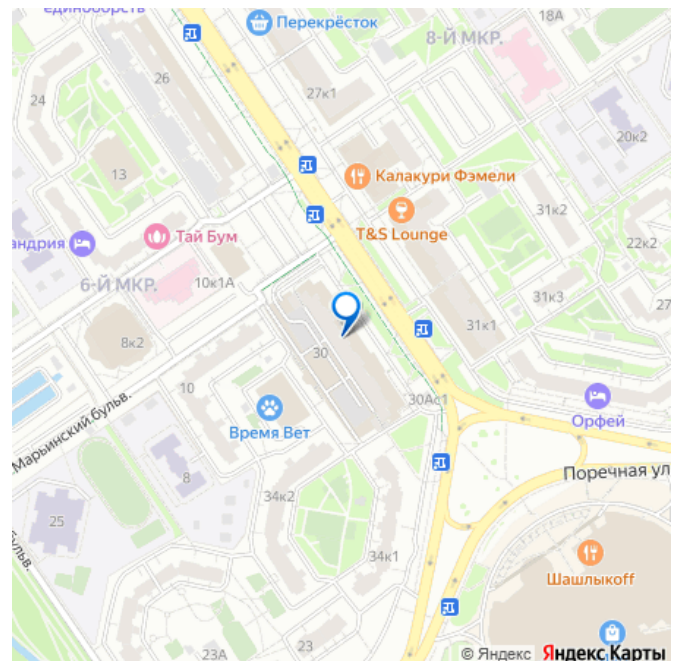 единоборств
Перекрёсток
8-Й МКР.
18А
26
27к1
24
20к2
13
Калакури Фэмели
31к2
T&S Lounge
22к2
андрия
Тай Бум
6-Й МКР.
10к1А
31к3
27
8к2
31к1
30
10
30Ас1
Орфей
Марьинский бульв.
Время Вет
Поречная ул
8
34к2
25
бульв.
34к1
Шашлыкоff
23
23А
© Яндекс Яндекс Карты